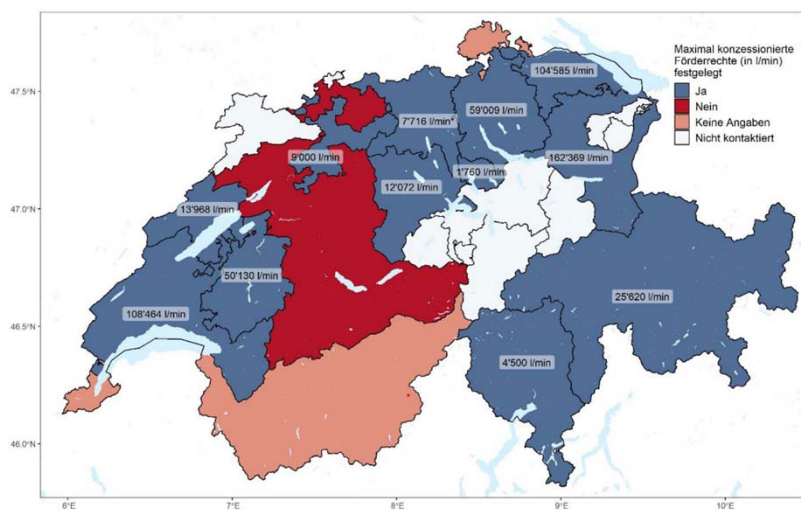 Maximal konzessionierte
Förderrechte (in l/min)
festgelegt
Ja
Nein
Keine Angaben
Nicht kontaktiert
104'585 l/min
59'009 l/min
7'716 l/min*
9'000 l/min
162'369 l/min
1'760 l/min
12'072 l/min
13'968 l/min
50'130 l/min
25'620 l/min
108'464 l/min
4'500 l/min
47.5°N
47.0°N
46.5°N
46.0°N
6°E
7°E
8°E
9°E
10°E